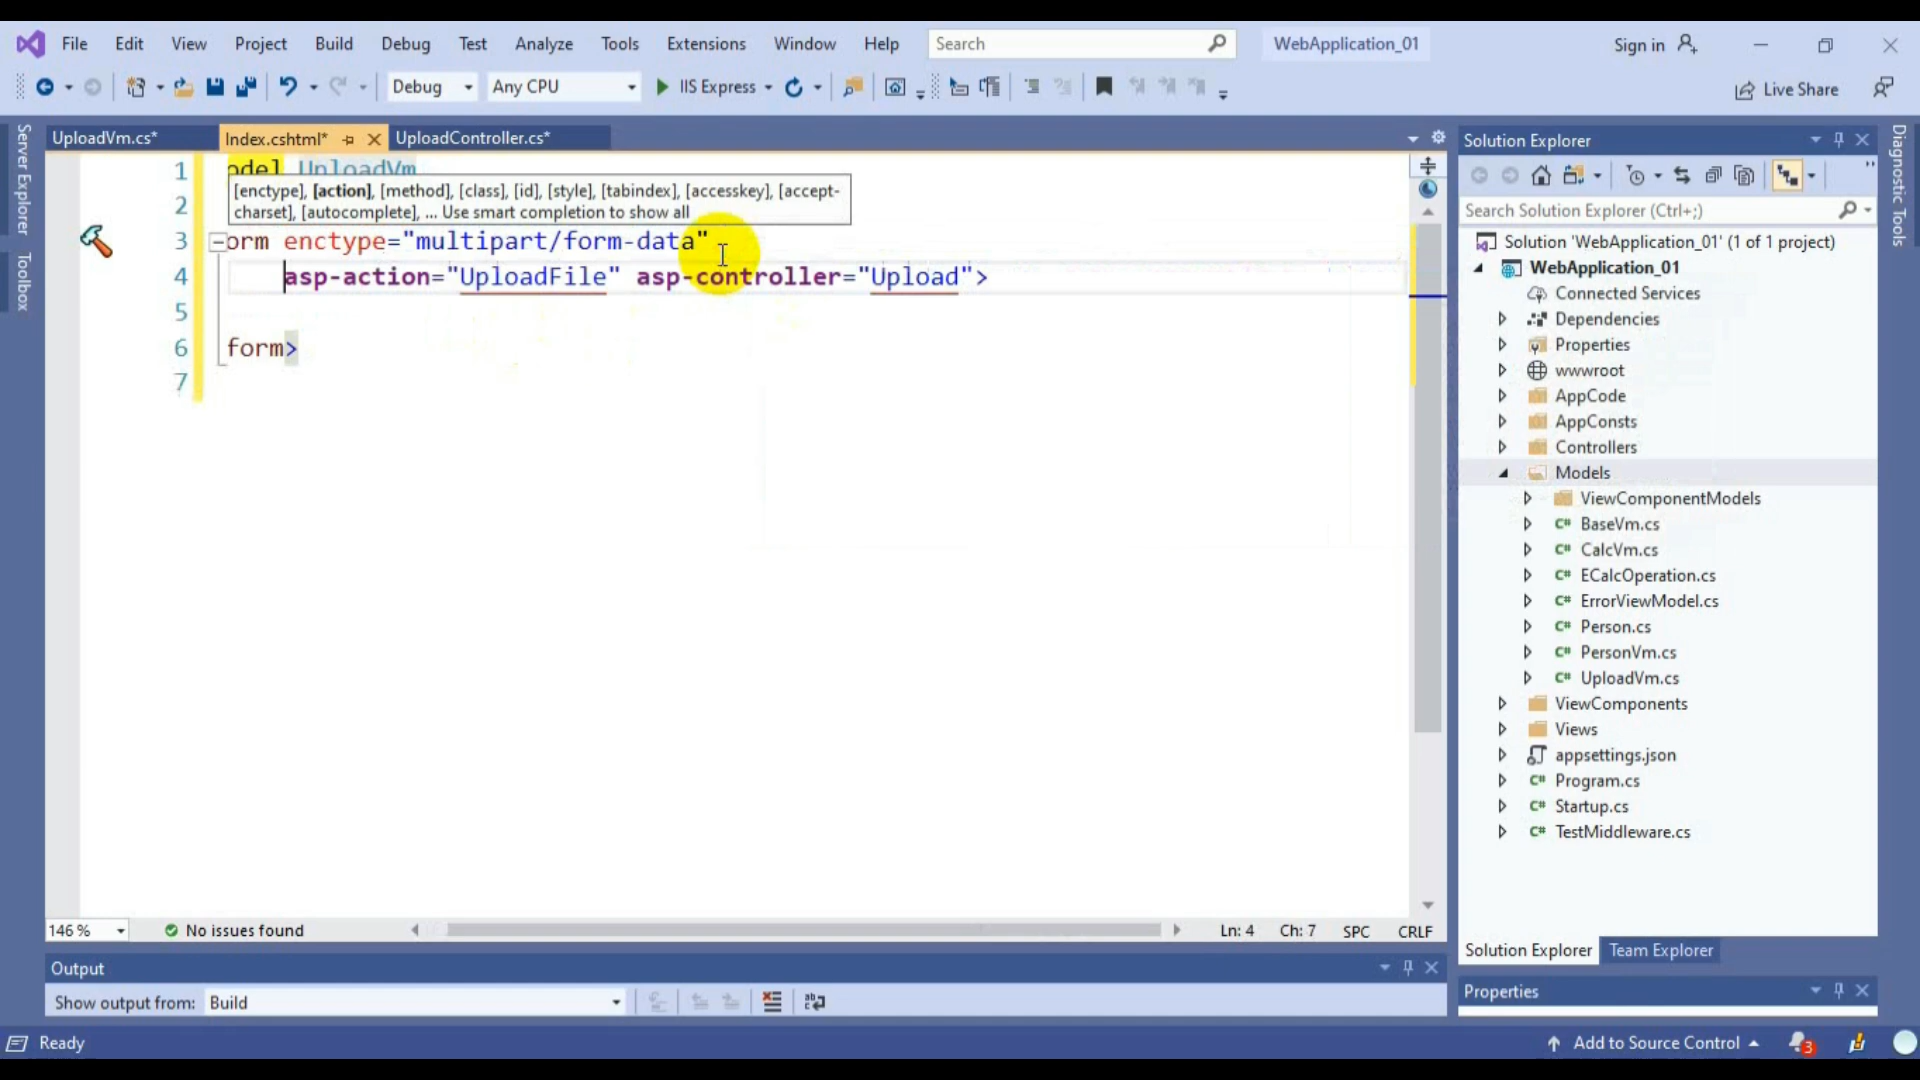 File Edit View Project Build Debug Test Analyze Tools Extensions Window Help Search WebApplication_01 Sign in
Debug Any CPU IIS Express Live Share
Server Explorer
Toolbox
UploadVm.cs* Index.cshtml* UploadController.cs*
1 odel UploadVm
[enctype], [action], [method], [class], [id], [style], [tabindex], [accesskey], [accept-
charset], [autocomplete], ... Use smart completion to show all
2
3 orm enctype="multipart/form-data"
4 asp-action="UploadFile" asp-controller="Upload">
5
6 form>
7
146 % No issues found Ln: 4 Ch: 7 SPC CRLF
Output
Show output from: Build
Solution Explorer
Search Solution Explorer (Ctrl+;)
Solution 'WebApplication_01' (1 of 1 project)
WebApplication_01
Connected Services
Dependencies
Properties
wwwroot
AppCode
AppConsts
Controllers
Models
ViewComponentModels
C# BaseVm.cs
C# CalcVm.cs
C# ECalcOperation.cs
C# ErrorViewModel.cs
C# Person.cs
C# PersonVm.cs
C# UploadVm.cs
ViewComponents
Views
appsettings.json
C# Program.cs
C# Startup.cs
C# TestMiddleware.cs
Solution Explorer Team Explorer
Properties
Diagnostic Tools
Ready Add to Source Control 3